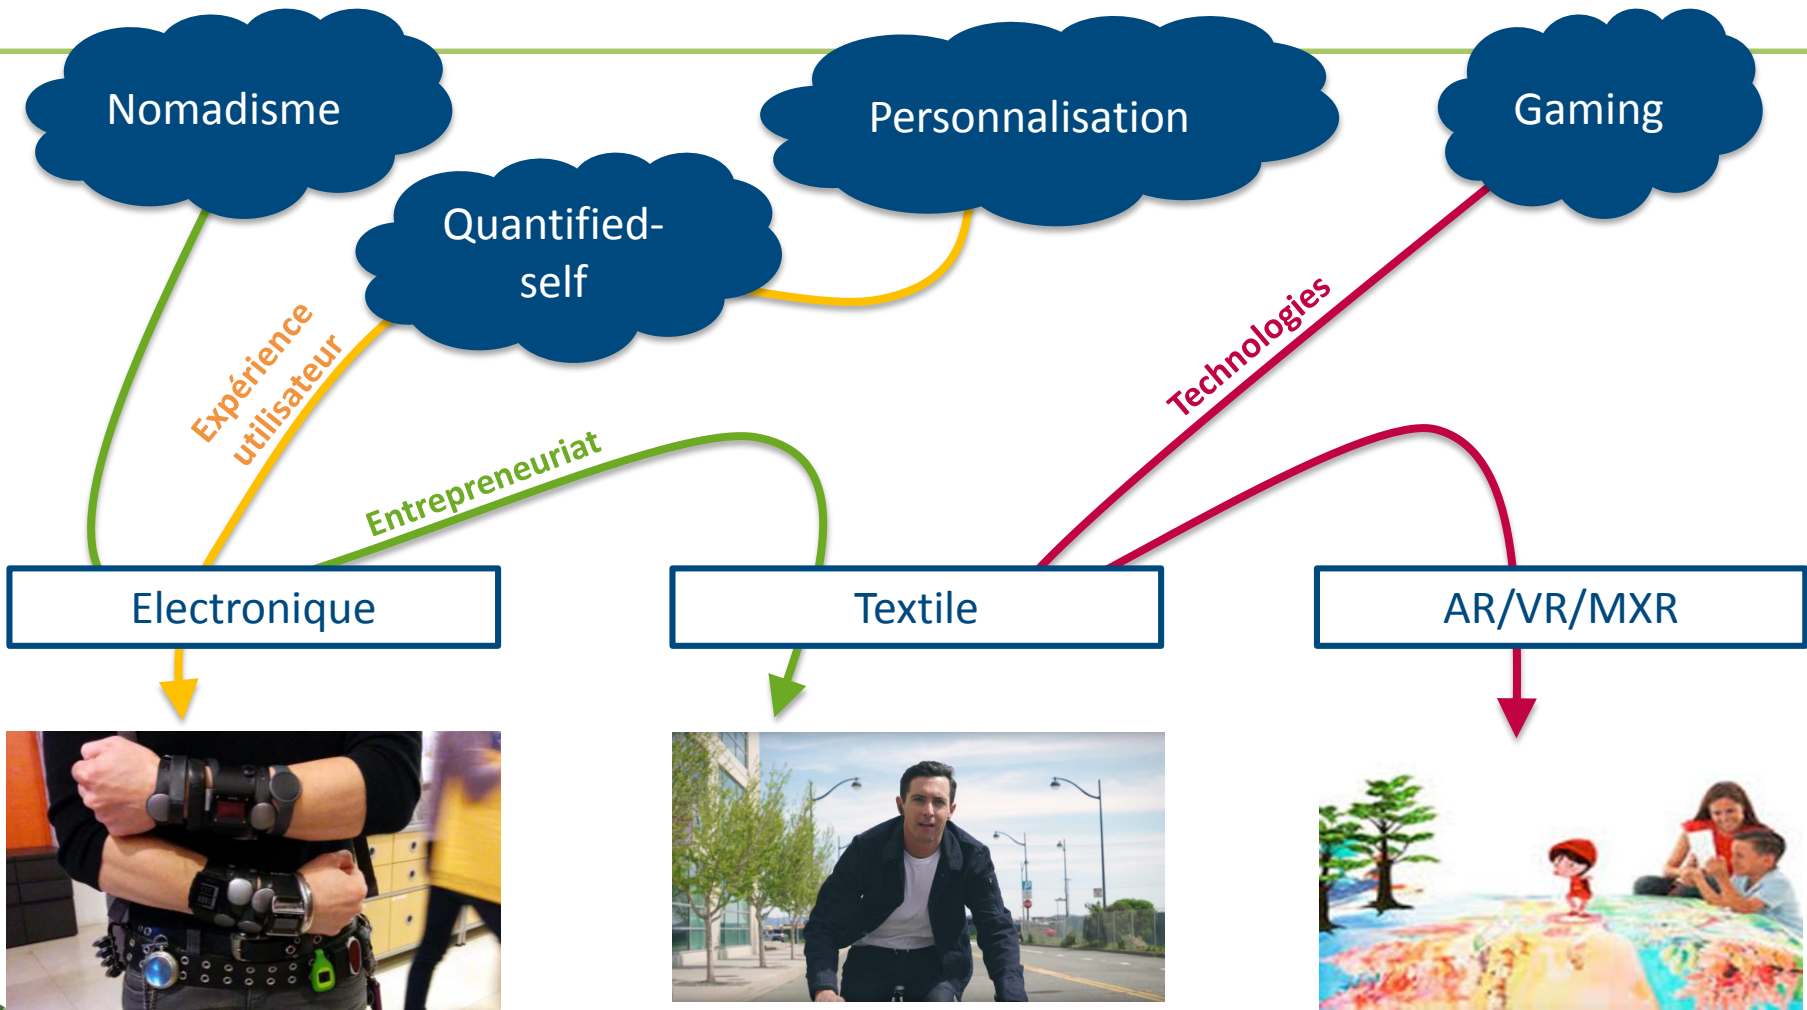 Nomadisme
Personnalisation
Gaming
Quantified-
self
Expérience
utilisateur
Technologies
Entrepreneuriat
Electronique
Textile
AR/VR/MXR